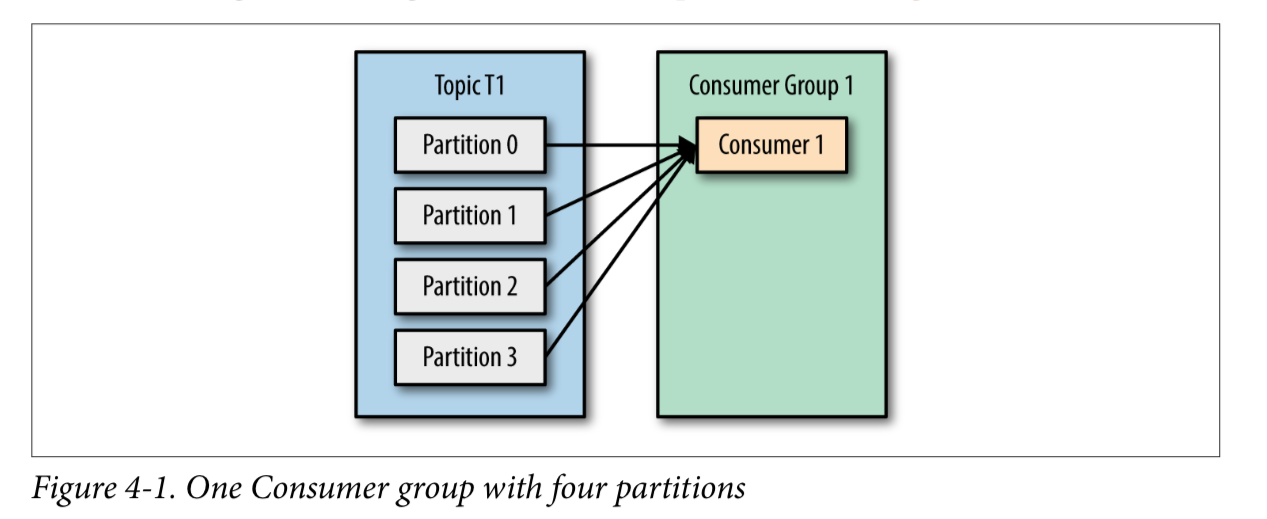 Topic T1
Partition 0
Partition 1
Partition 2
Partition 3
Consumer Group 1
Consumer 1
Figure 4-1. One Consumer group with four partitions